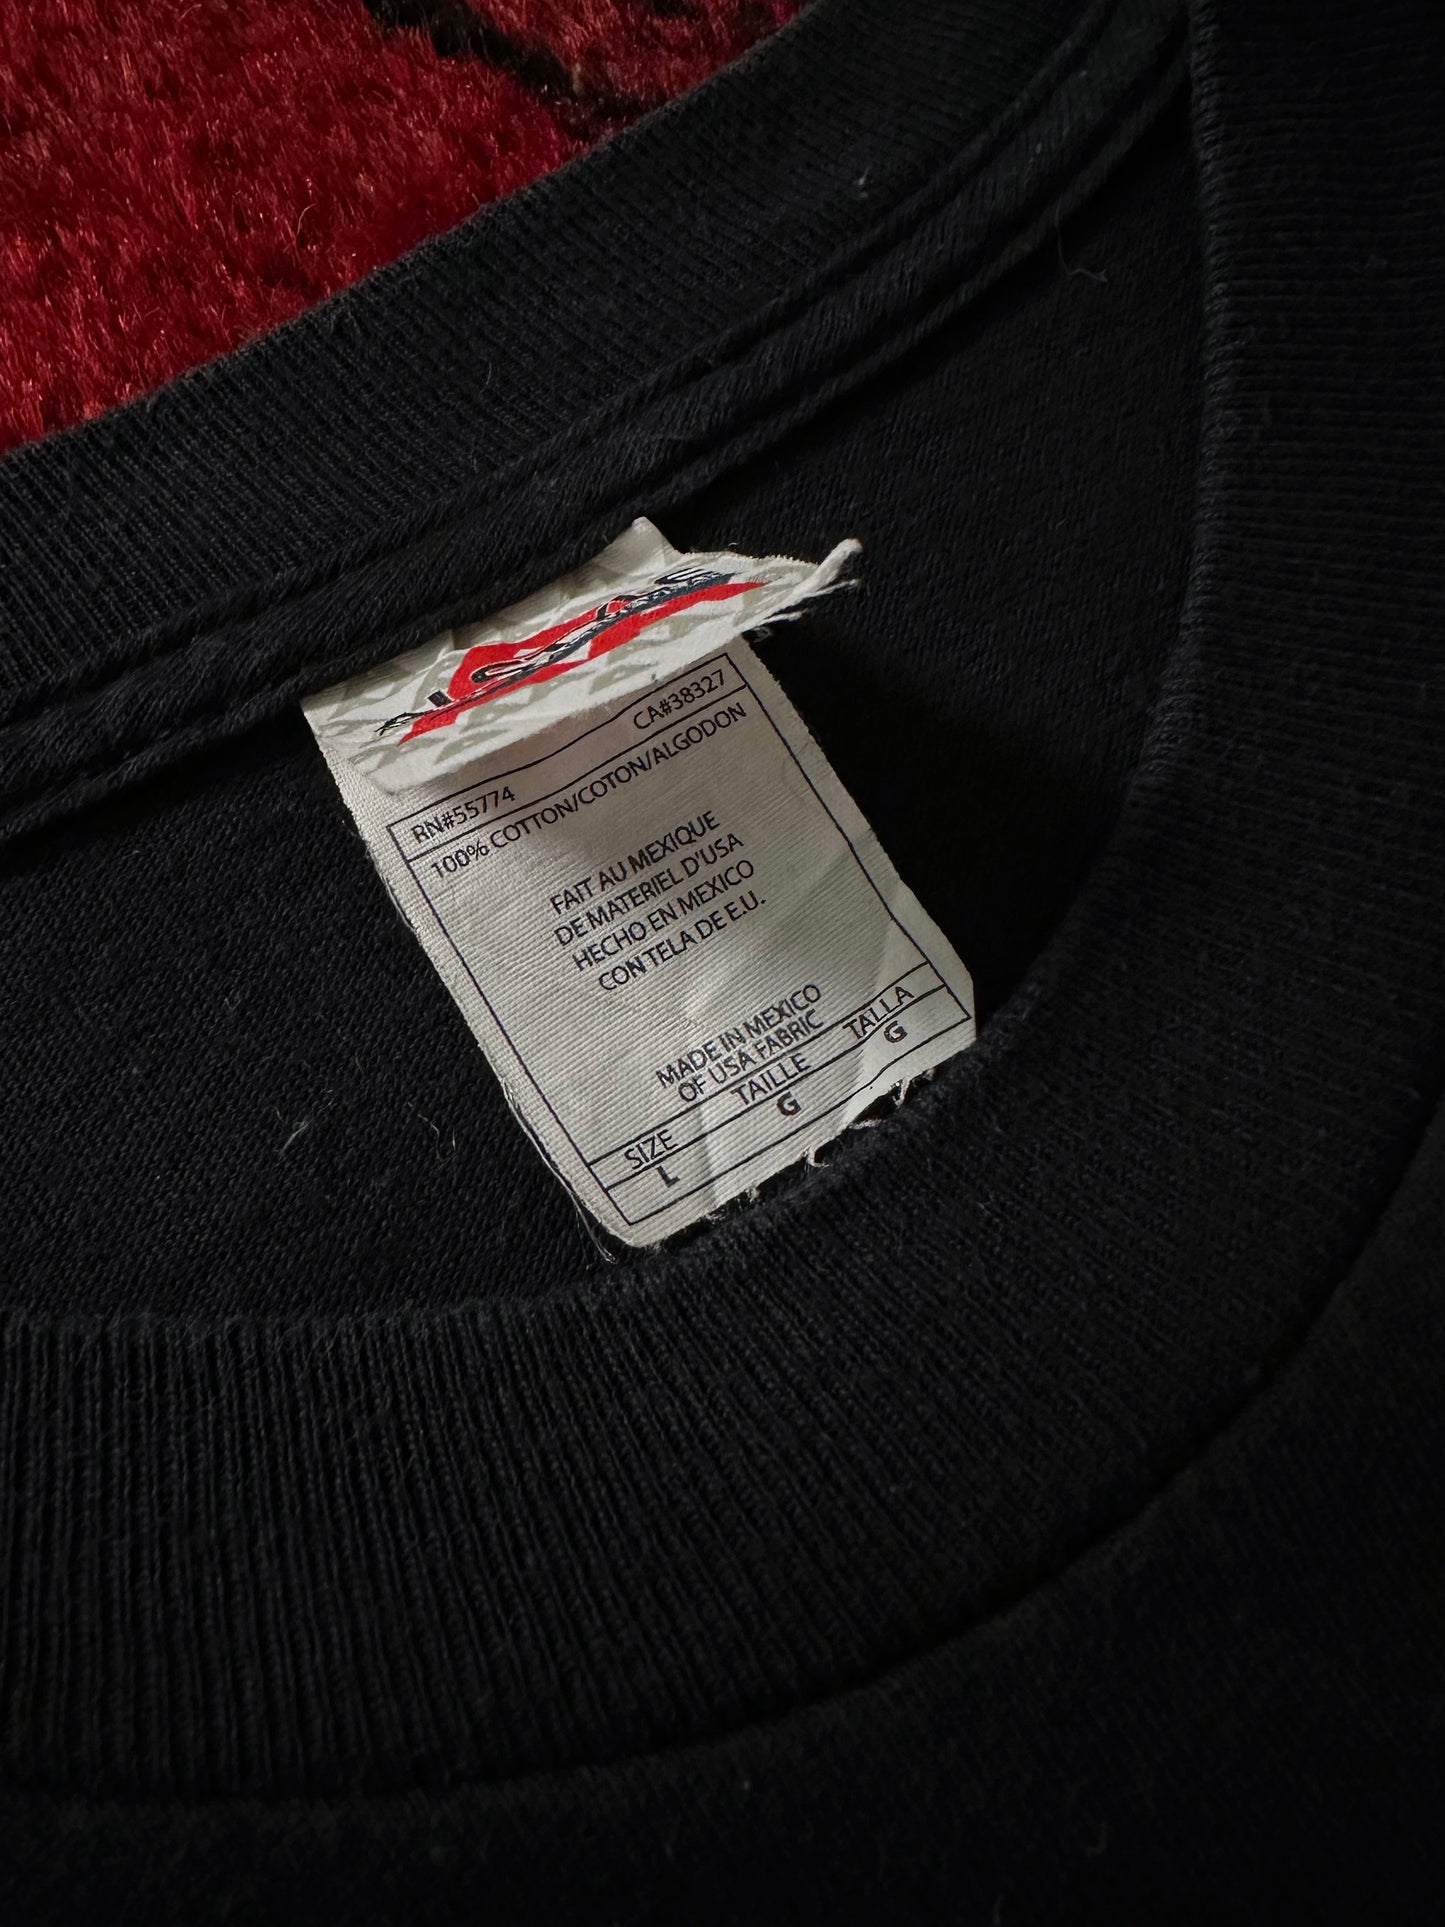 RN#55774 CA#38327
100% COTTON/COTON/ALGODON
FAIT AU MEXIQUE
DE MATERIEL D'USA
HECHO EN MEXICO
CON TELA DE E.U.
MADE IN MEXICO
OF USA FABRIC
SIZE TAILLE TALLA
L G G